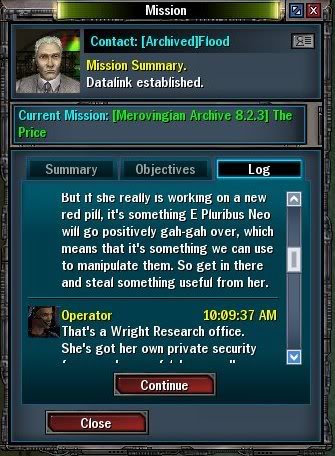 Mission
Contact: [Archived]Flood
Mission Summary.
Datalink established.
Current Mission: [Merovingian Archive 8.2.3] The
Price
Summary
Objectives
Log
But if she really is working on a new
red pill, it's something E Pluribus Neo
will go positively gah-gah over, which
means that it's something we can use
to manipulate them. So get in there
and steal something useful from her.
Operator
10:09:37 AM
That's a Wright Research office.
She's got her own private security
Continue
Close